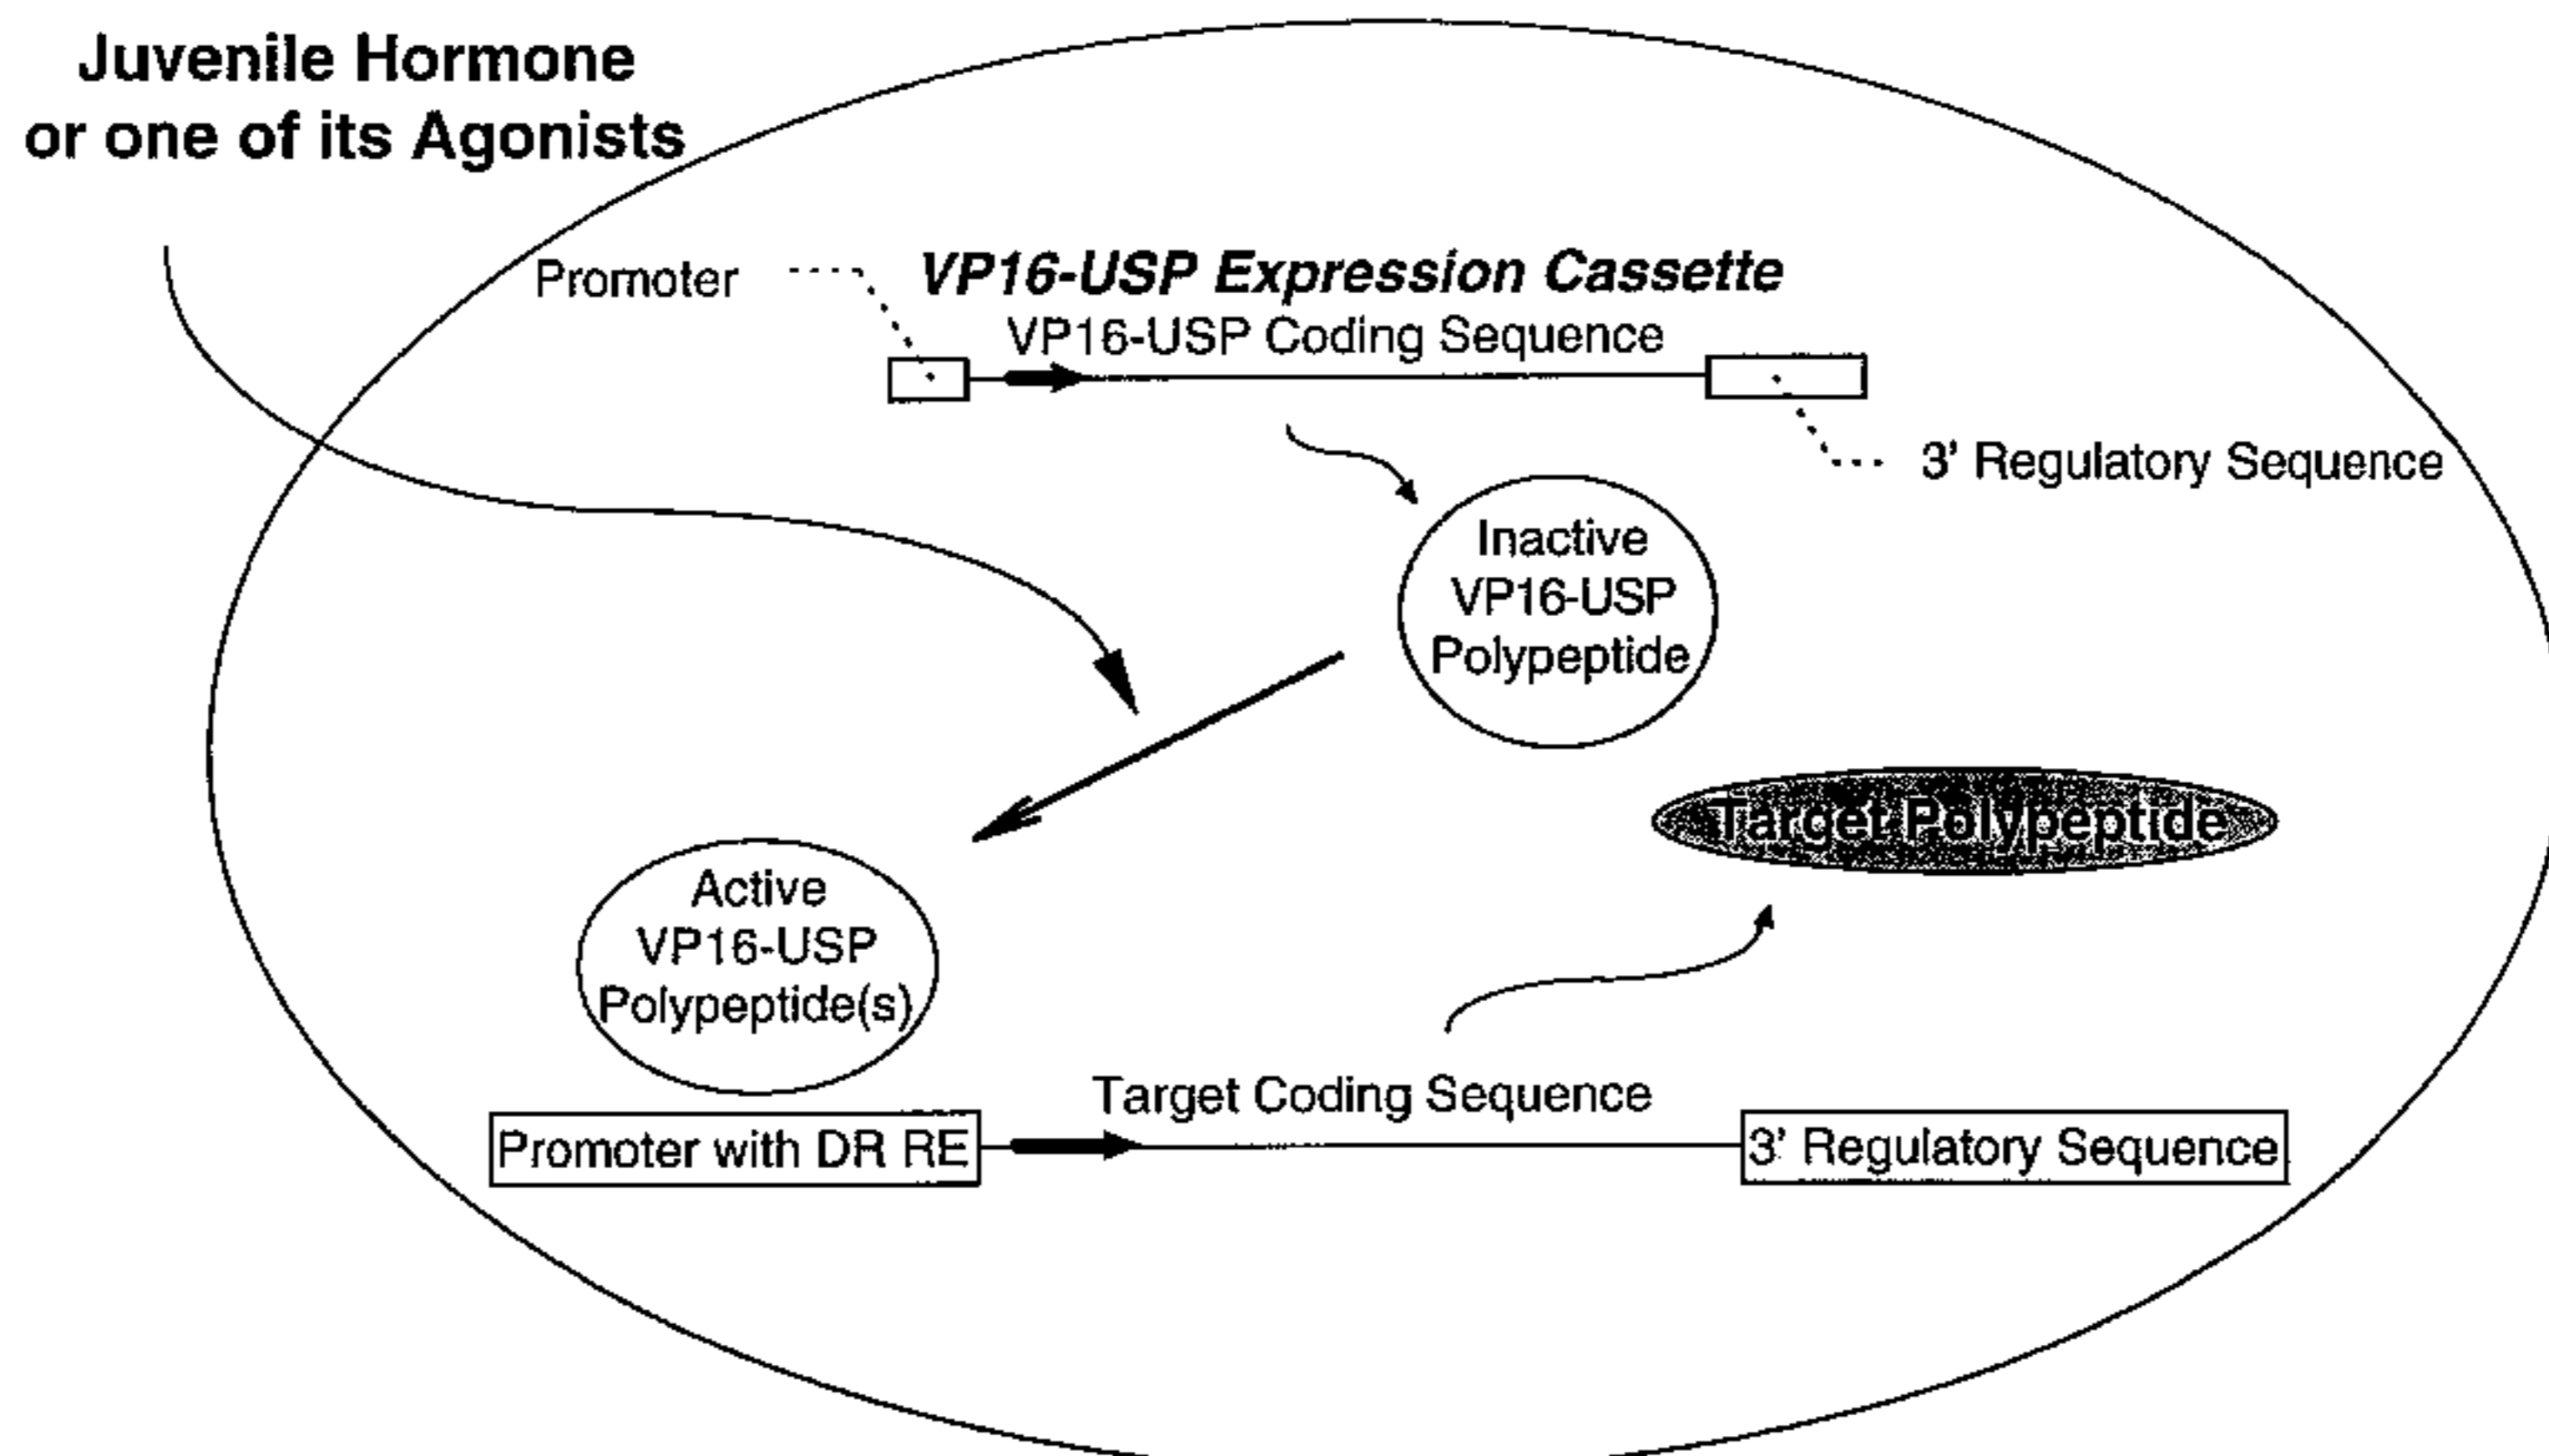 Juvenile Hormone
or one of its Agonists
Promoter
VP16-USP Expression Cassette
VP16-USP Coding Sequence
3' Regulatory Sequence
Inactive
VP16-USP
Polypeptide
Target Polypeptide
Active
VP16-USP
Polypeptide(s)
Target Coding Sequence
Promoter with DR RE
3' Regulatory Sequence